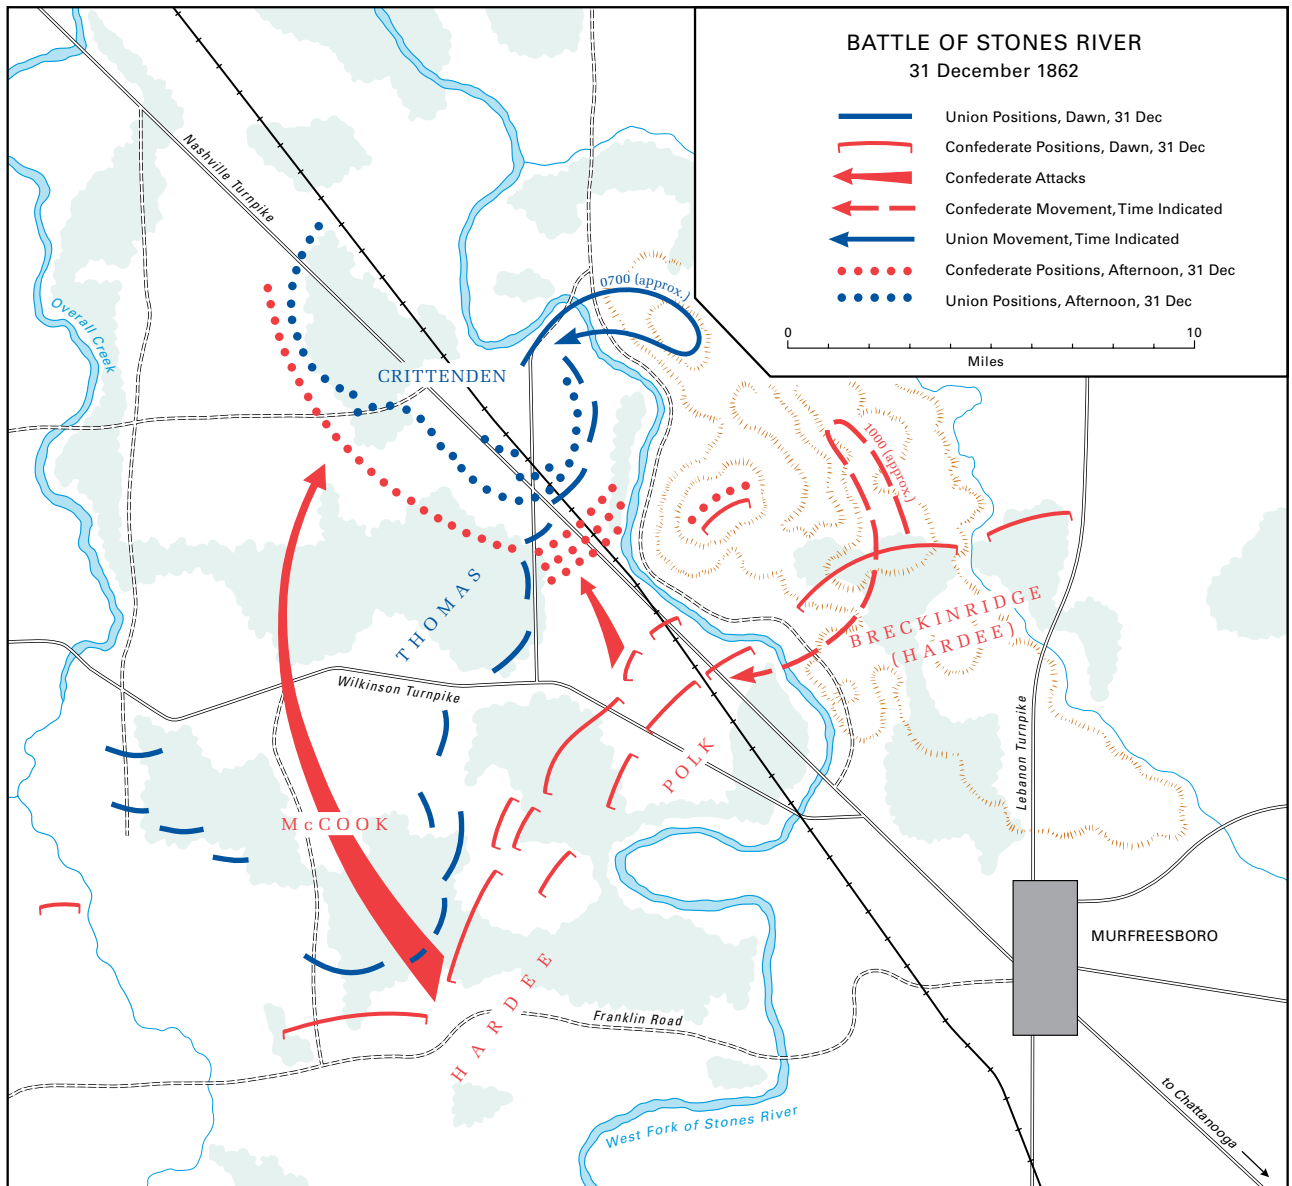 BATTLE OF STONES RIVER
31 December 1862
Union Positions, Dawn, 31 Dec
Confederate Positions, Dawn, 31 Dec
Confederate Attacks
Confederate Movement, Time Indicated
Union Movement, Time Indicated
Confederate Positions, Afternoon, 31 Dec
Union Positions, Afternoon, 31 Dec
0
10
Miles
Nashville Turnpike
Overall Creek
0700 (approx.)
CRITTENDEN
1000 (approx.)
THOMAS
BRECKINRIDGE
(HARDEE)
Wilkinson Turnpike
POLK
Lebanon Turnpike
McCOOK
MURFREESBORO
HARDEE
Franklin Road
West Fork of Stones River
to Chattanooga